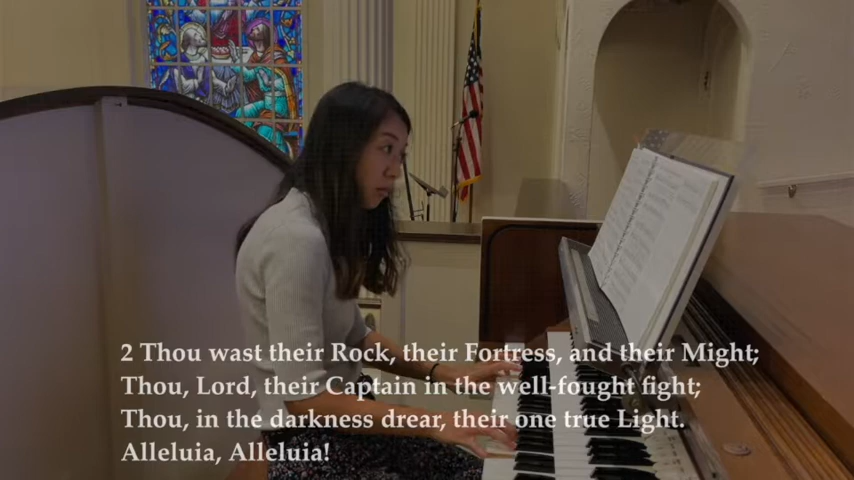 2 Thou wast their Rock, their Fortress, and their Might;
Thou, Lord, their Captain in the well-fought fight;
Thou, in the darkness drear, their one true Light.
Alleluia, Alleluia!